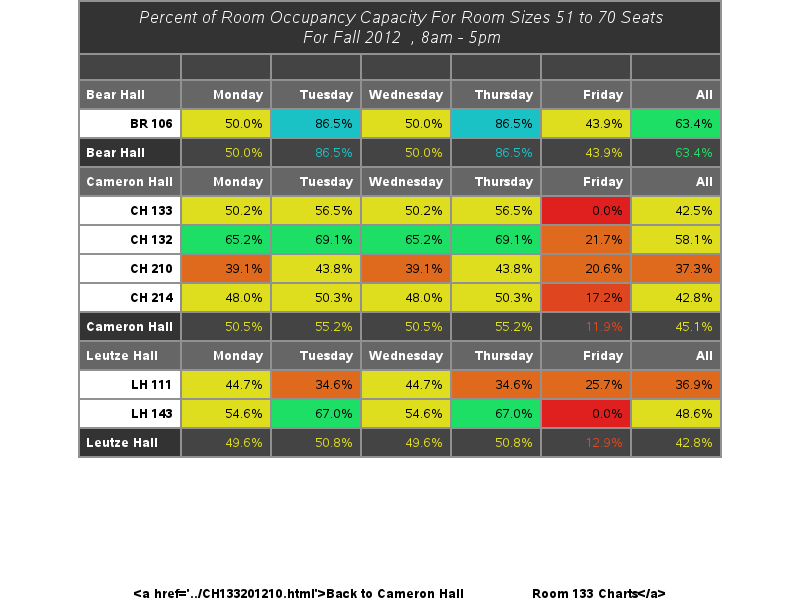 Percent of Room Occupancy Capacity For Room Sizes 51 to 70 Seats
For Fall 2012 , 8am - 5pm
Bear Hall Monday Tuesday Wednesday Thursday Friday All
BR 106 50.0% 86.5% 50.0% 86.5% 43.9% 63.4%
Bear Hall 50.0% 86.5% 50.0% 86.5% 43.9% 63.4%
Cameron Hall Monday Tuesday Wednesday Thursday Friday All
CH 133 50.2% 56.5% 50.2% 56.5% 0.0% 42.5%
CH 132 65.2% 69.1% 65.2% 69.1% 21.7% 58.1%
CH 210 39.1% 43.8% 39.1% 43.8% 20.6% 37.3%
CH 214 48.0% 50.3% 48.0% 50.3% 17.2% 42.8%
Cameron Hall 50.5% 55.2% 50.5% 55.2% 11.9% 45.1%
Leutze Hall Monday Tuesday Wednesday Thursday Friday All
LH 111 44.7% 34.6% 44.7% 34.6% 25.7% 36.9%
LH 143 54.6% 67.0% 54.6% 67.0% 0.0% 48.6%
Leutze Hall 49.6% 50.8% 49.6% 50.8% 12.9% 42.8%
<a href='../CH133201210.html'>Back to Cameron Hall Room 133 Charts</a>